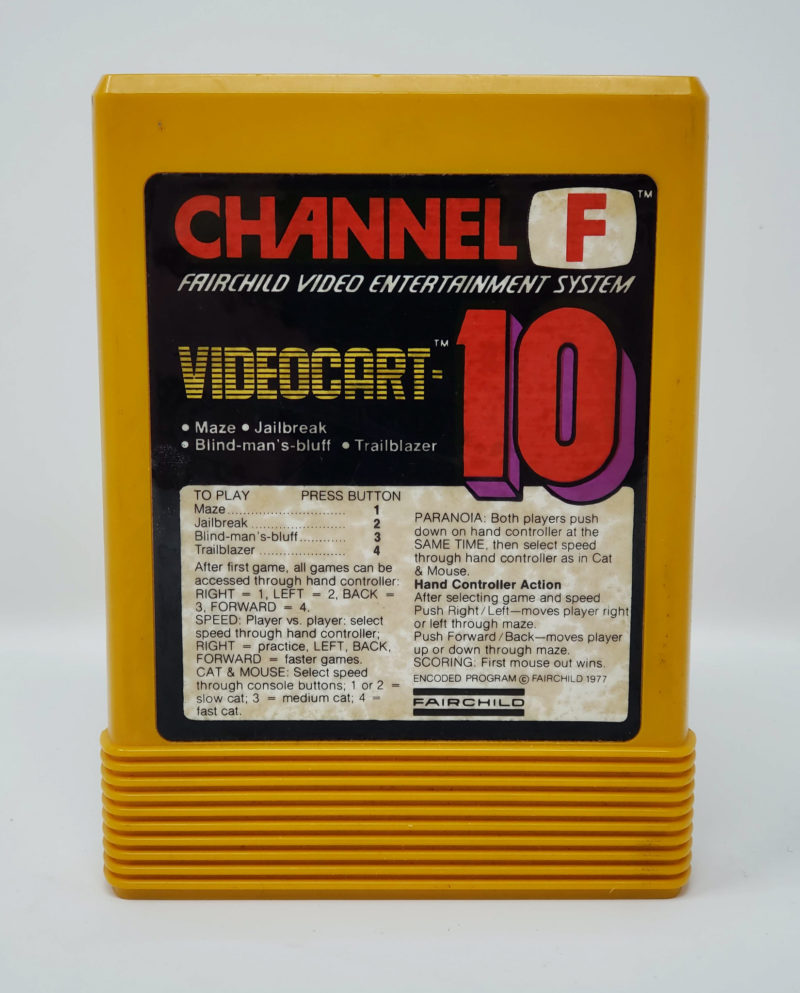 CHANNEL F™
FAIRCHILD VIDEO ENTERTAINMENT SYSTEM
VIDEOCART-™ 10
• Maze • Jailbreak
• Blind-man's-bluff • Trailblazer
TO PLAY PRESS BUTTON
Maze.............................. 1
Jailbreak ........................ 2
Blind-man's-bluff............ 3
Trailblazer ...................... 4
After first game, all games can be
accessed through hand controller:
RIGHT = 1, LEFT = 2, BACK =
3, FORWARD = 4.
SPEED: Player vs. player: select
speed through hand controller;
RIGHT = practice, LEFT, BACK,
FORWARD = faster games.
CAT & MOUSE: Select speed
through console buttons; 1 or 2 =
slow cat; 3 = medium cat; 4 =
fast cat.
PARANOIA: Both players push
down on hand controller at the
SAME TIME, then select speed
through hand controller as in Cat
& Mouse.
Hand Controller Action
After selecting game and speed
Push Right/Left—moves player right
or left through maze.
Push Forward/Back—moves player
up or down through maze.
SCORING: First mouse out wins.
ENCODED PROGRAM © FAIRCHILD 1977
FAIRCHILD